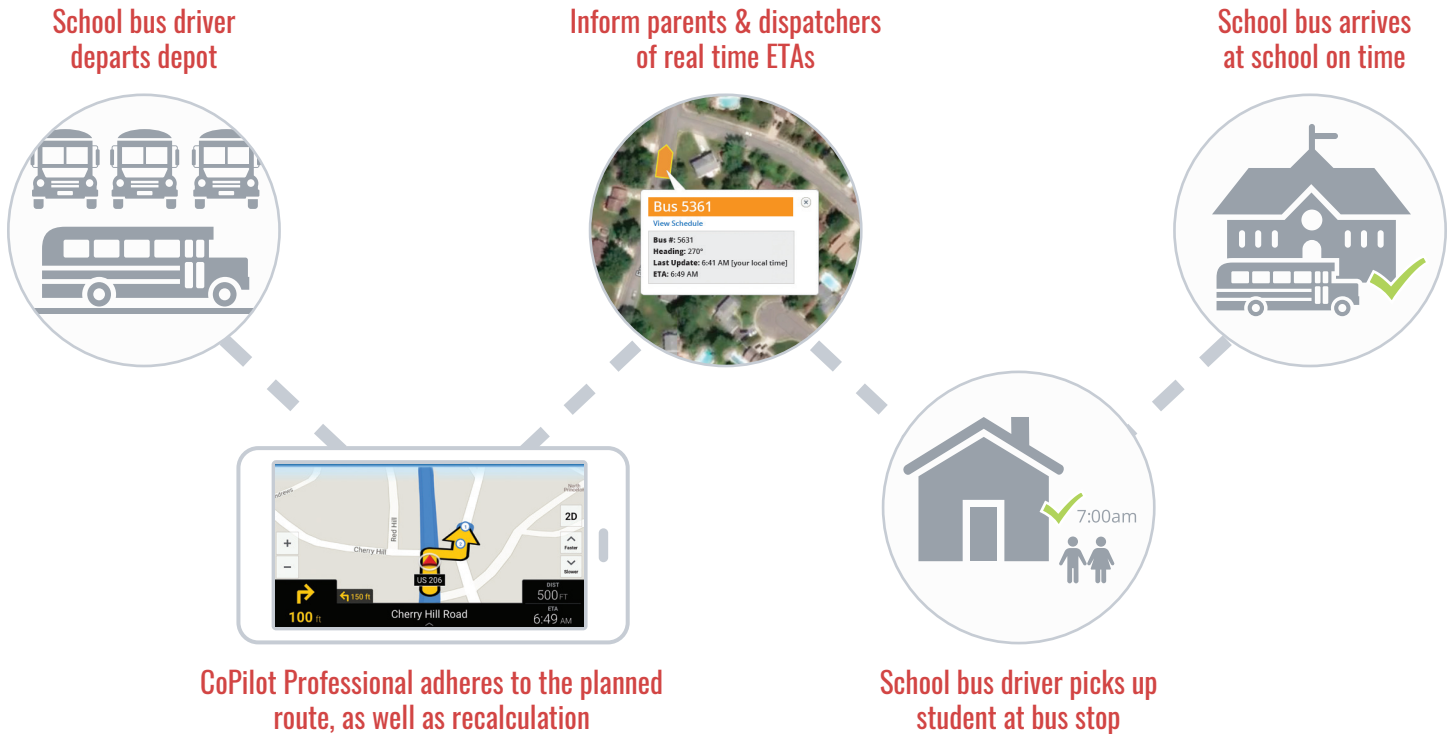 School bus driver
departs depot
Inform parents & dispatchers
of real time ETAs
School bus arrives
at school on time
Bus 5361
View Schedule
Bus #: 5631
Heading: 270°
Last Update: 6:41 AM [your local time]
ETA: 6:49 AM
ndrews
Red Hill
Cherry Hill
North
2D
+
−
Faster
Slower
1
2
US 206
100 ft
150 ft
Cherry Hill Road
DIST
500 FT
ETA
6:49 AM
7:00am
CoPilot Professional adheres to the planned
route, as well as recalculation
School bus driver picks up
student at bus stop